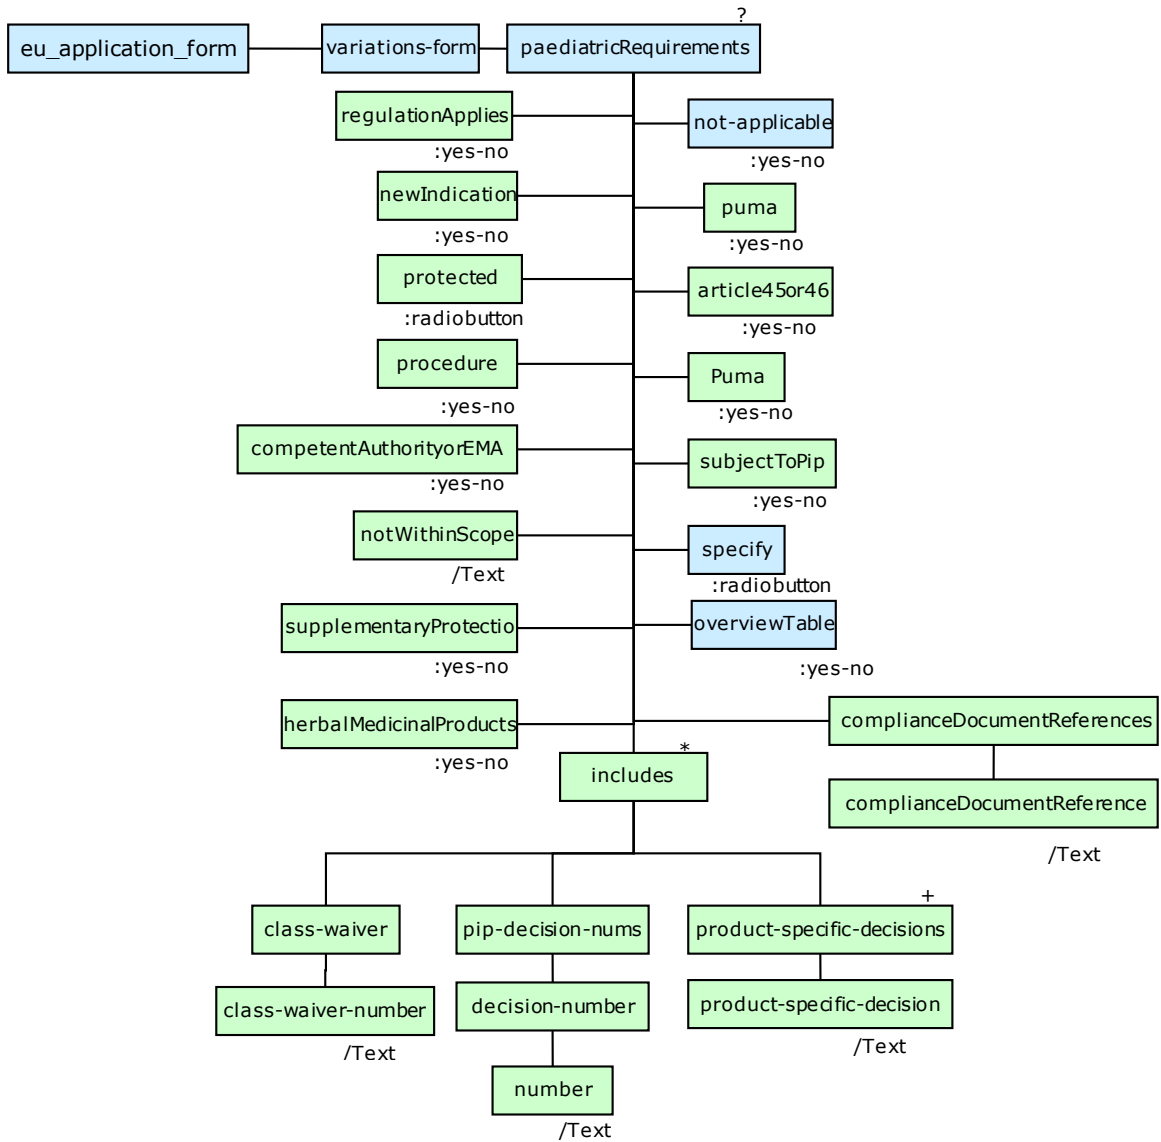 ?
eu_application_form
variations-form
paediatricRequirements
regulationApplies
:yes-no
not-applicable
:yes-no
newIndication
:yes-no
puma
:yes-no
protected
:radiobutton
article45or46
:yes-no
procedure
:yes-no
Puma
:yes-no
competentAuthorityorEMA
:yes-no
subjectToPip
:yes-no
notWithinScope
/Text
specify
:radiobutton
supplementaryProtectio
:yes-no
overviewTable
:yes-no
herbalMedicinalProducts
:yes-no
complianceDocumentReferences
*
includes
complianceDocumentReference
/Text
class-waiver
pip-decision-nums
+
product-specific-decisions
class-waiver-number
/Text
decision-number
product-specific-decision
/Text
number
/Text